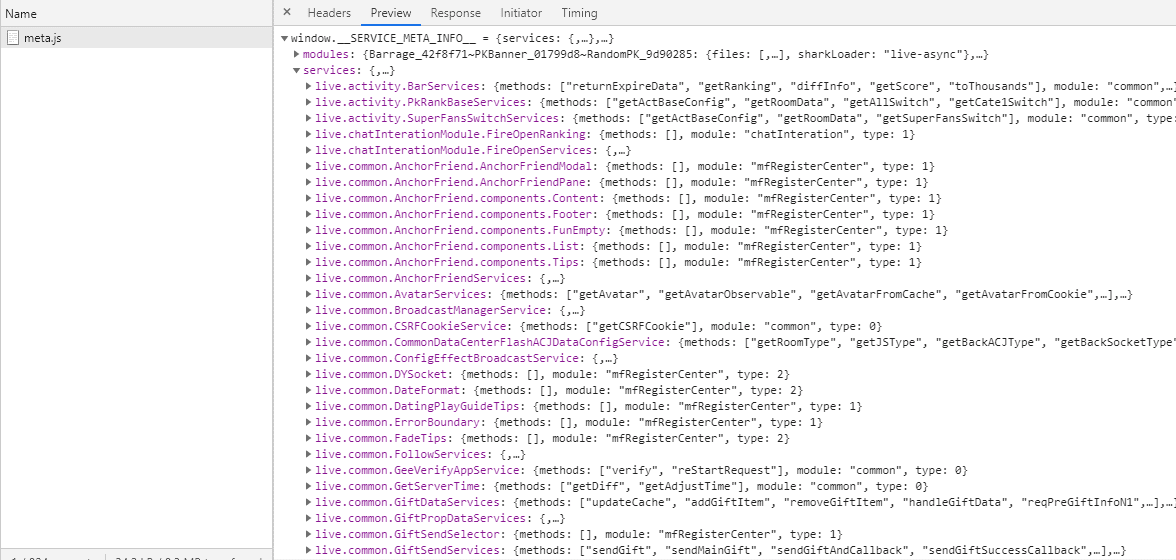 Name
× Headers Preview Response Initiator Timing
meta.js
window.__SERVICE_META_INFO__ = {services: {,…},…}
modules: {Barrage_42f8f71~PKBanner_01799d8~RandomPK_9d90285: {files: [,…], sharkLoader: "live-async"},…}
services: {,…}
live.activity.BarServices: {methods: ["returnExpireData", "getRanking", "diffInfo", "getScore", "toThousands"], module: "common",…}
live.activity.PkRankBaseServices: {methods: ["getActBaseConfig", "getRoomData", "getAllSwitch", "getCate1Switch"], module: "common"
live.activity.SuperFansSwitchServices: {methods: ["getActBaseConfig", "getRoomData", "getSuperFansSwitch"], module: "common", type:
live.chatInterationModule.FireOpenRanking: {methods: [], module: "chatInteration", type: 1}
live.chatInterationModule.FireOpenServices: {,…}
live.common.AnchorFriend.AnchorFriendModal: {methods: [], module: "mfRegisterCenter", type: 1}
live.common.AnchorFriend.AnchorFriendPane: {methods: [], module: "mfRegisterCenter", type: 1}
live.common.AnchorFriend.components.Content: {methods: [], module: "mfRegisterCenter", type: 1}
live.common.AnchorFriend.components.Footer: {methods: [], module: "mfRegisterCenter", type: 1}
live.common.AnchorFriend.components.FunEmpty: {methods: [], module: "mfRegisterCenter", type: 1}
live.common.AnchorFriend.components.List: {methods: [], module: "mfRegisterCenter", type: 1}
live.common.AnchorFriend.components.Tips: {methods: [], module: "mfRegisterCenter", type: 1}
live.common.AnchorFriendServices: {,…}
live.common.AvatarServices: {methods: ["getAvatar", "getAvatarObservable", "getAvatarFromCache", "getAvatarFromCookie",…],…}
live.common.BroadcastManagerService: {,…}
live.common.CSRFCookieService: {methods: ["getCSRFCookie"], module: "common", type: 0}
live.common.CommonDataCenterFlashACJDataConfigService: {methods: ["getRoomType", "getJSType", "getBackACJType", "getBackSocketType"
live.common.ConfigEffectBroadcastService: {,…}
live.common.DYSocket: {methods: [], module: "mfRegisterCenter", type: 2}
live.common.DateFormat: {methods: [], module: "mfRegisterCenter", type: 2}
live.common.DatingPlayGuideTips: {methods: [], module: "mfRegisterCenter", type: 1}
live.common.ErrorBoundary: {methods: [], module: "mfRegisterCenter", type: 1}
live.common.FadeTips: {methods: [], module: "mfRegisterCenter", type: 2}
live.common.FollowServices: {,…}
live.common.GeeVerifyAppService: {methods: ["verify", "reStartRequest"], module: "common", type: 0}
live.common.GetServerTime: {methods: ["getDiff", "getAdjustTime"], module: "common", type: 0}
live.common.GiftDataServices: {methods: ["updateCache", "addGiftItem", "removeGiftItem", "handleGiftData", "reqPreGiftInfoN1",…],…}
live.common.GiftPropDataServices: {,…}
live.common.GiftSendSelector: {methods: [], module: "mfRegisterCenter", type: 1}
live.common.GiftSendServices: {methods: ["sendGift", "sendMainGift", "sendGiftAndCallback", "sendGiftSuccessCallback",…],…}